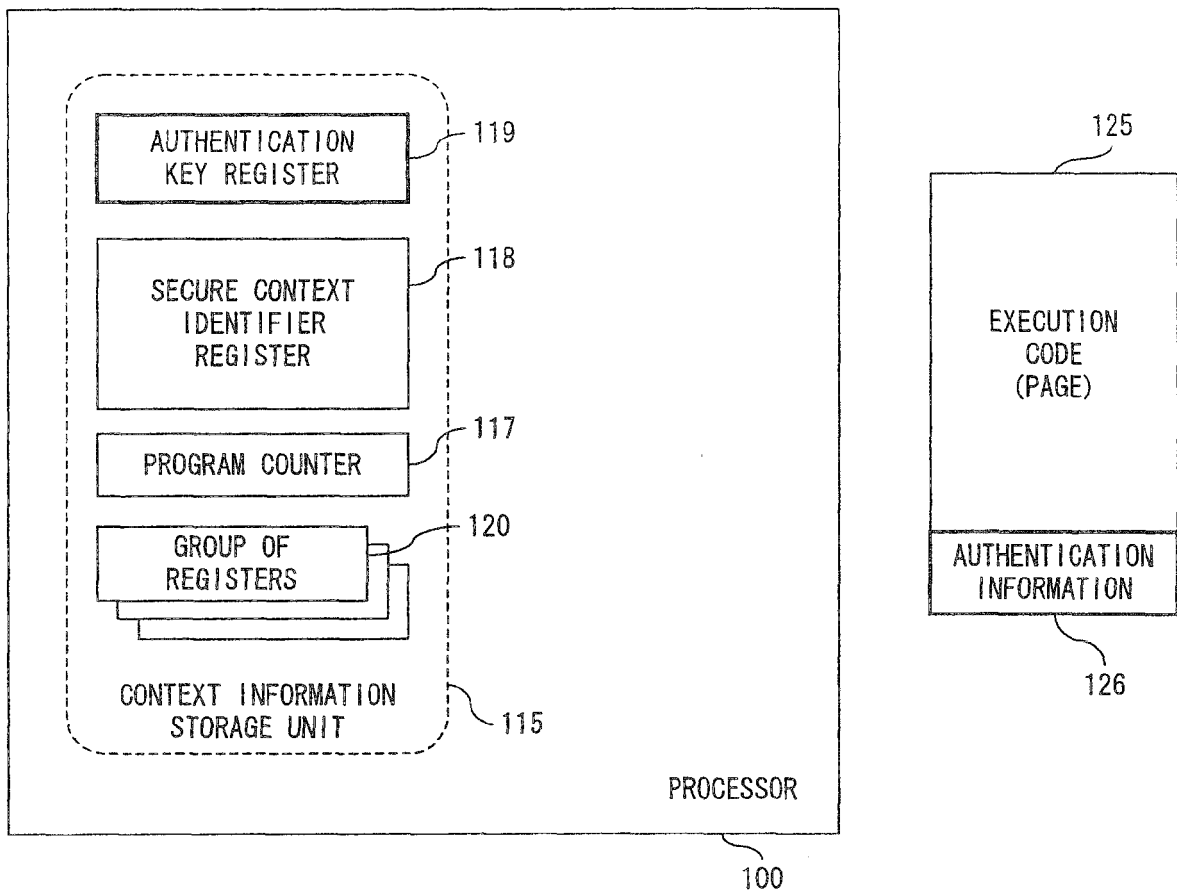 AUTHENTICATION
KEY REGISTER
119
SECURE CONTEXT
IDENTIFIER
REGISTER
118
PROGRAM COUNTER
117
GROUP OF
REGISTERS
120
CONTEXT INFORMATION
STORAGE UNIT
115
PROCESSOR
100
125
EXECUTION
CODE
(PAGE)
AUTHENTICATION
INFORMATION
126